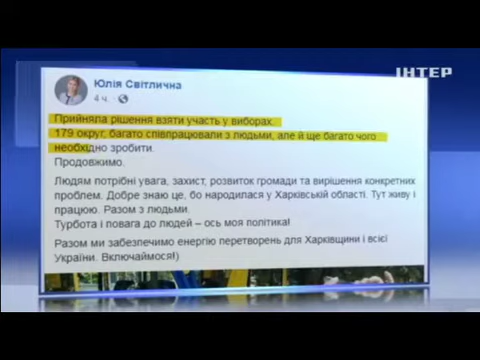 ІНТЕР
Юлія Світлична
4 ч. ·
Прийняла рішення взяти участь у виборах.
179 округ, багато співпрацювали з людьми, але й ще багато чого
необхідно зробити.
Продовжимо.
Людям потрібні увага, захист, розвиток громади та вирішення конкретних
проблем. Добре знаю це, бо народилася у Харківській області. Тут живу і
працюю. Разом з людьми.
Турбота і повага до людей – ось моя политика!
Разом ми забезпечимо енергію перетворень для Харківщини і всієї
України. Включаймося!)